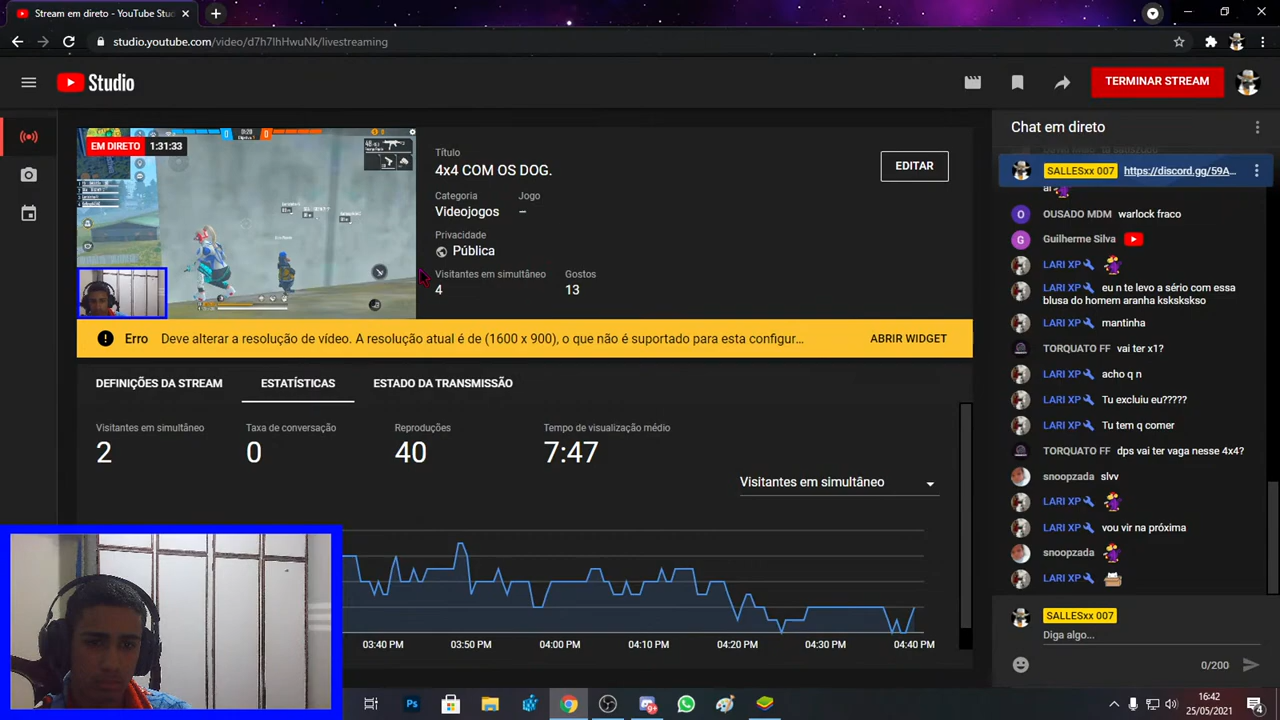 Stream em direto - YouTube Stu
studio.youtube.com/video/d7h7IhHwuNk/livestreaming
Studio
TERMINAR STREAM
EM DIRETO 1:31:33
Título
4x4 COM OS DOG.
EDITAR
Categoria Jogo
Videojogos –
Privacidade
Pública
Visitantes em simultâneo Gostos
4 13
Erro Deve alterar a resolução de vídeo. A resolução atual é de (1600 x 900), o que não é suportado para esta configur... ABRIR WIDGET
DEFINIÇÕES DA STREAM ESTATÍSTICAS ESTADO DA TRANSMISSÃO
Visitantes em simultâneo Taxa de conversação Reproduções Tempo de visualização médio
2 0 40 7:47
Visitantes em simultâneo
03:40 PM 03:50 PM 04:00 PM 04:10 PM 04:20 PM 04:30 PM 04:40 PM
Chat em direto
SALLESxx 007 https://discord.gg/59A...
OUSADO MDM warlock fraco
Guilherme Silva
LARI XP
LARI XP eu n te levo a sério com essa
blusa do homem aranha ksksksksо
LARI XP mantinha
TORQUATO FF vai ter x1?
LARI XP acho q n
LARI XP Tu excluiu eu?????
LARI XP Tu tem q comer
TORQUATO FF dps vai ter vaga nesse 4x4?
snoopzada slvv
LARI XP
LARI XP vou vir na próxima
snoopzada
LARI XP
SALLESxx 007
Diga algo...
0/200
Ps
16:42
25/05/2021
4